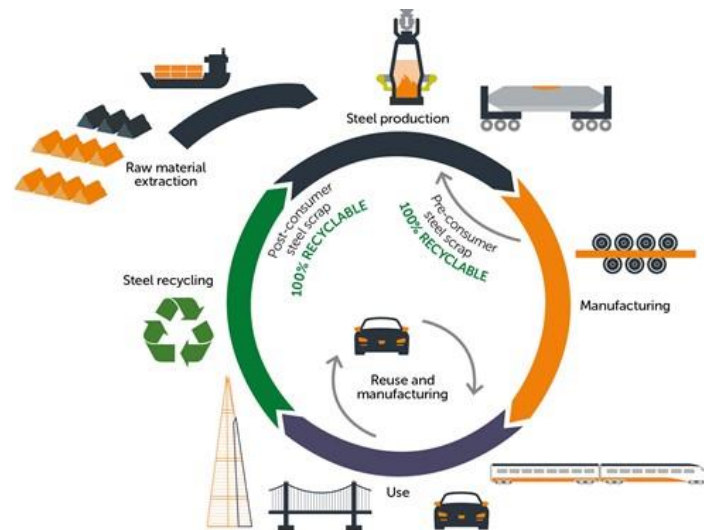 Steel production
Raw material
extraction
Post-consumer
steel scrap
100% RECYCLABLE
Pre-consumer
steel scrap
100% RECYCLABLE
Steel recycling
Manufacturing
Reuse and
manufacturing
Use